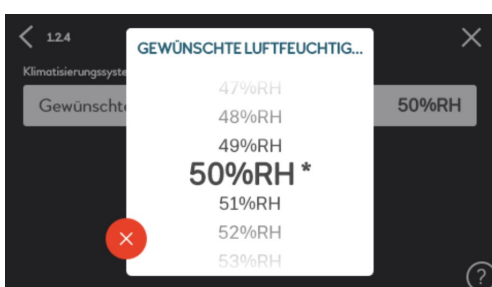 1.2.4
GEWÜNSCHTE LUFTFEUCHTIG...
Klimatisierungssyste
Gewünschte
50%RH
47%RH
48%RH
49%RH
50%RH *
51%RH
52%RH
53%RH
?